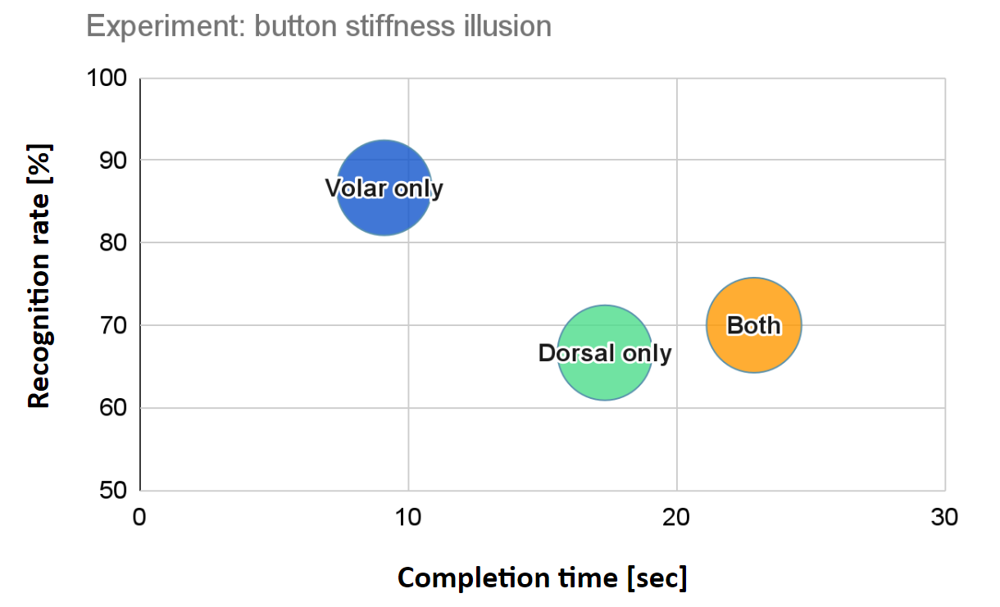 Experiment: button stiffness illusion
100
90
80
70
60
50
Recognition rate [%]
Volar only
Dorsal only
Both
0 10 20 30
Completion time [sec]